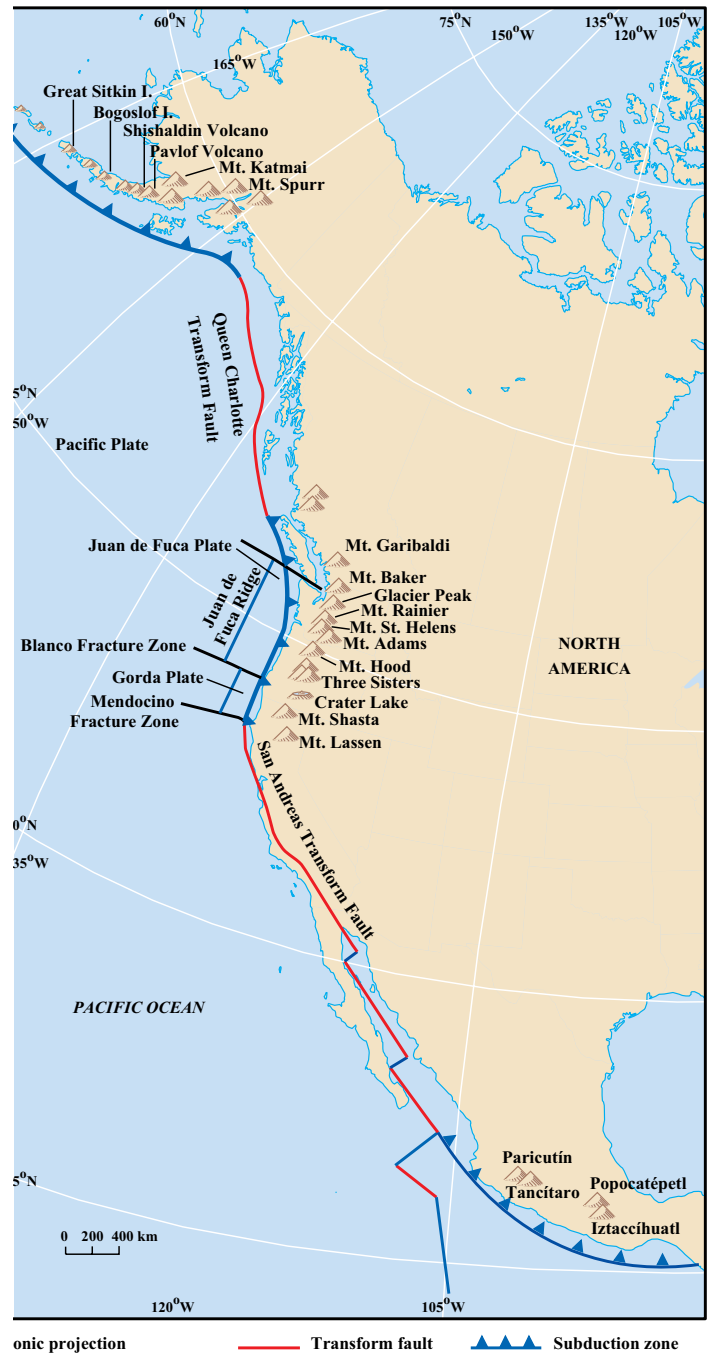 60°N
75°N
135°W
105°W
150°W
120°W
165°W
Great Sitkin I.
Bogoslof I.
Shishaldin Volcano
Pavlof Volcano
Mt. Katmai
Mt. Spurr
Queen Charlotte
Transform Fault
5°N
50°W
Pacific Plate
Juan de Fuca Plate
Mt. Garibaldi
Juan de
Fuca Ridge
Mt. Baker
Glacier Peak
Mt. Rainier
Mt. St. Helens
Mt. Adams
Blanco Fracture Zone
Mt. Hood
NORTH
AMERICA
Gorda Plate
Three Sisters
Mendocino
Fracture Zone
Crater Lake
Mt. Shasta
Mt. Lassen
San Andreas Transform Fault
0°N
35°W
PACIFIC OCEAN
Paricutín
Tancítaro
Popocatépetl
Iztaccíhuatl
5°N
0 200 400 km
120°W
105°W
onic projection
Transform fault
Subduction zone